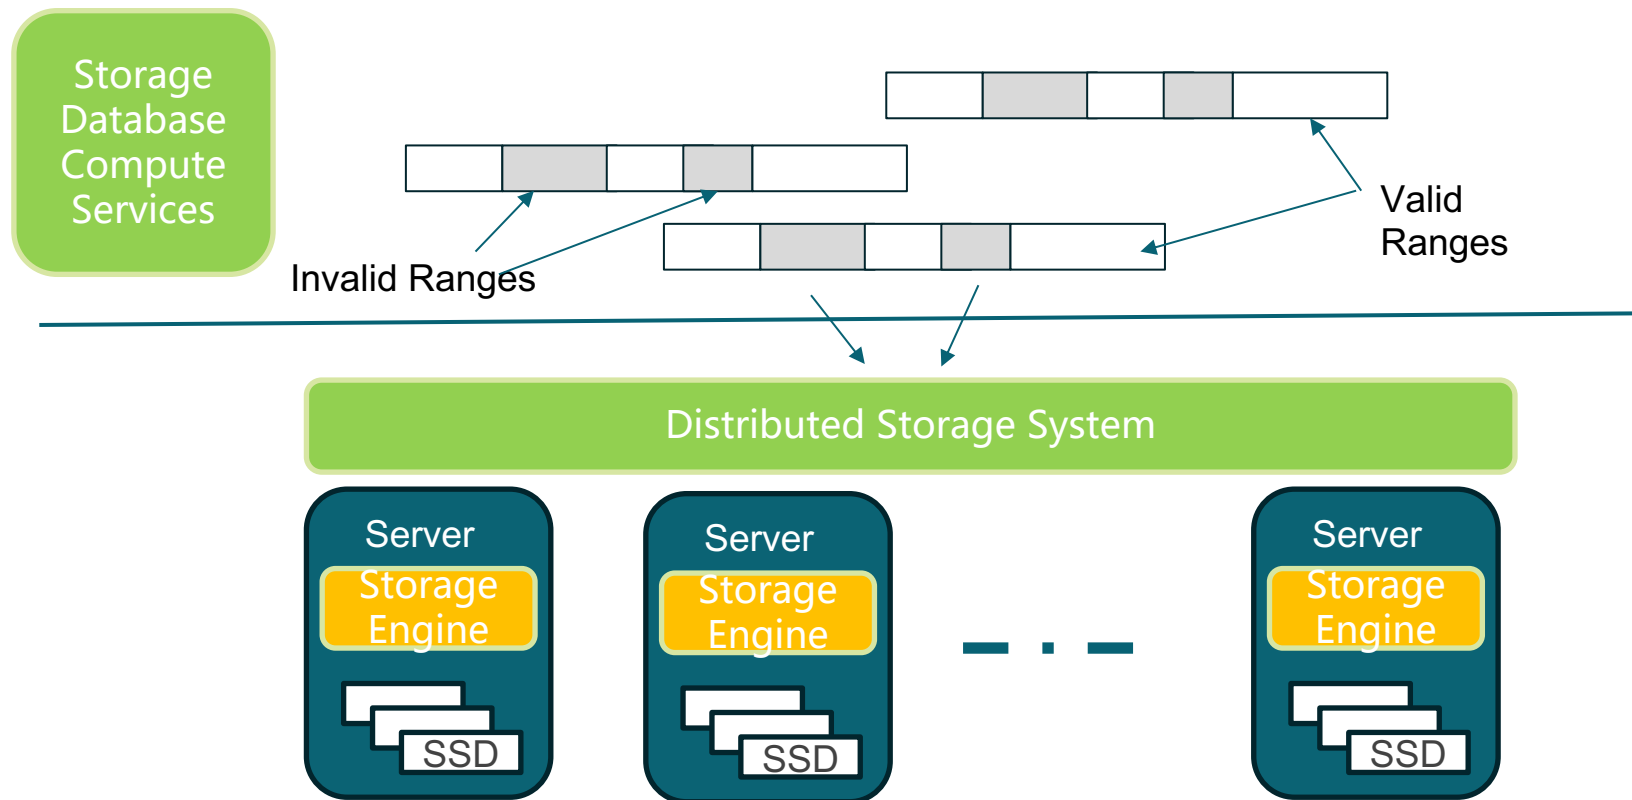 Storage
Database
Compute
Services
Invalid Ranges
Valid
Ranges
Distributed Storage System
Server
Storage
Engine
SSD
Server
Storage
Engine
SSD
Server
Storage
Engine
SSD